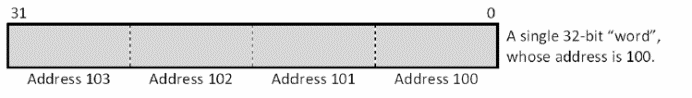 31 0
A single 32-bit “word”,
whose address is 100.
Address 103 Address 102 Address 101 Address 100